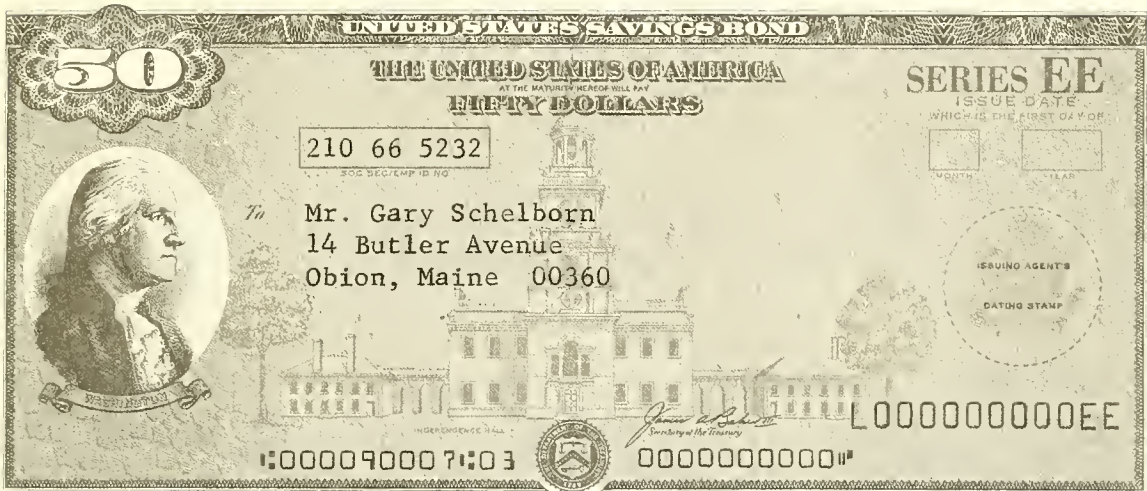 UNITED STATES SAVINGS BOND
50
THE UNITED STATES OF AMERICA
AT THE MATURITY HEREOF WILL PAY
FIFTY DOLLARS
SERIES EE
ISSUE DATE
WHICH IS THE FIRST DAY OF
MONTH YEAR
210 66 5232
SOC SEC/EMP ID NO
To Mr. Gary Schelborn
14 Butler Avenue
Obion, Maine 00360
ISSUING AGENT'S
DATING STAMP
WASHINGTON
INDEPENDENCE HALL
James A Baker III
Secretary of the Treasury
L000000000EE
⑆000090007⑆03 0000000000⑈